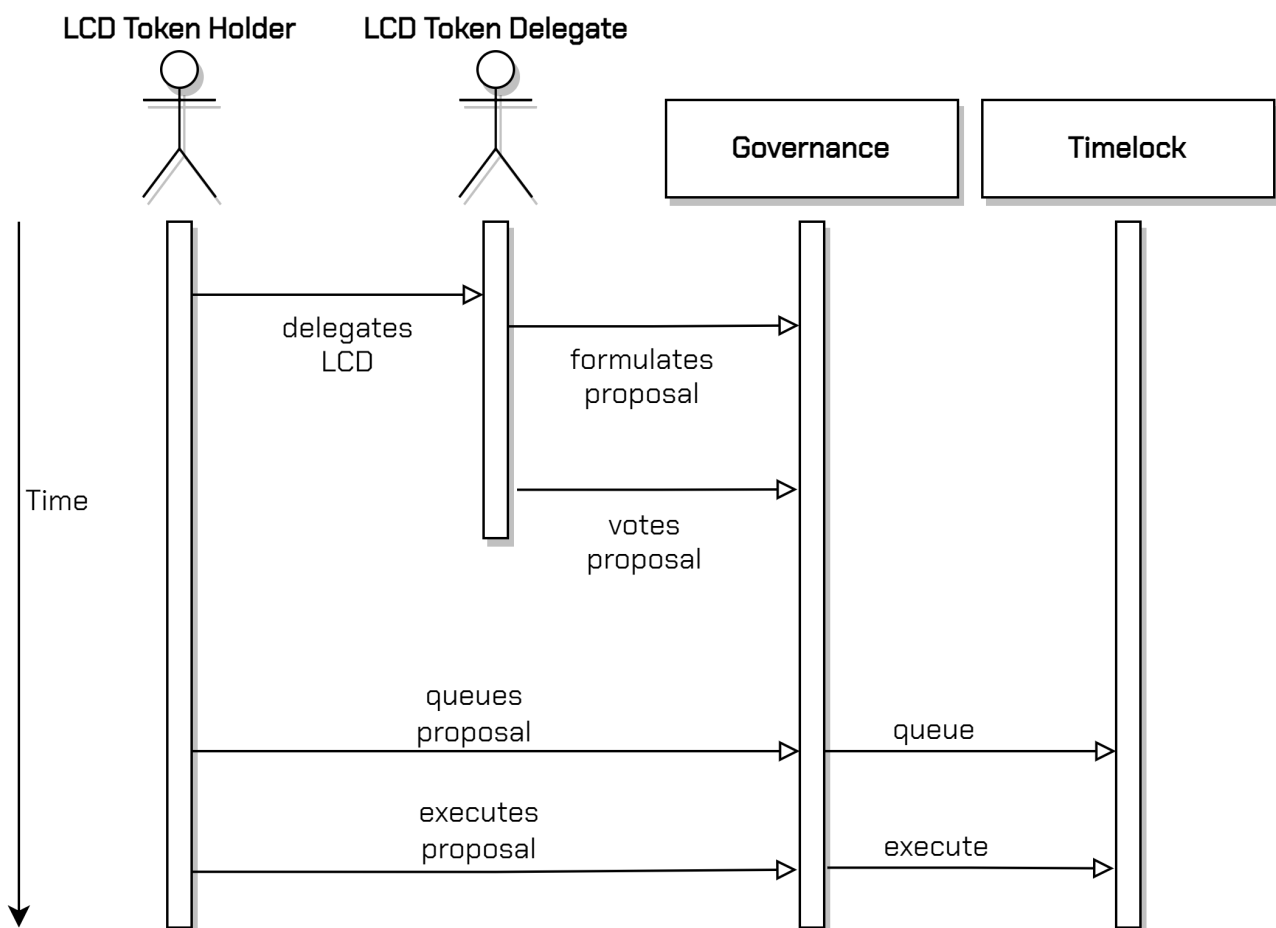 LCD Token Holder
LCD Token Delegate
Governance
Timelock
delegates
LCD
formulates
proposal
Time
votes
proposal
queues
proposal
queue
executes
proposal
execute